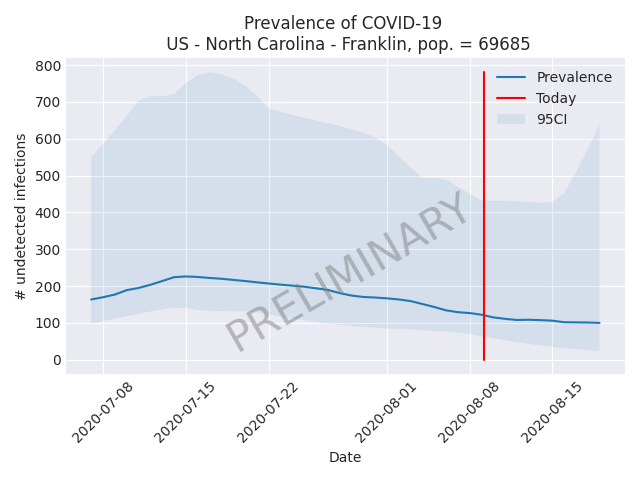 Prevalence of COVID-19
US - North Carolina - Franklin, pop. = 69685
800
700
600
500
400
300
200
100
0
# undetected infections
Prevalence
Today
95CI
PRELIMINARY
2020-07-08
2020-07-15
2020-07-22
2020-08-01
2020-08-08
2020-08-15
Date